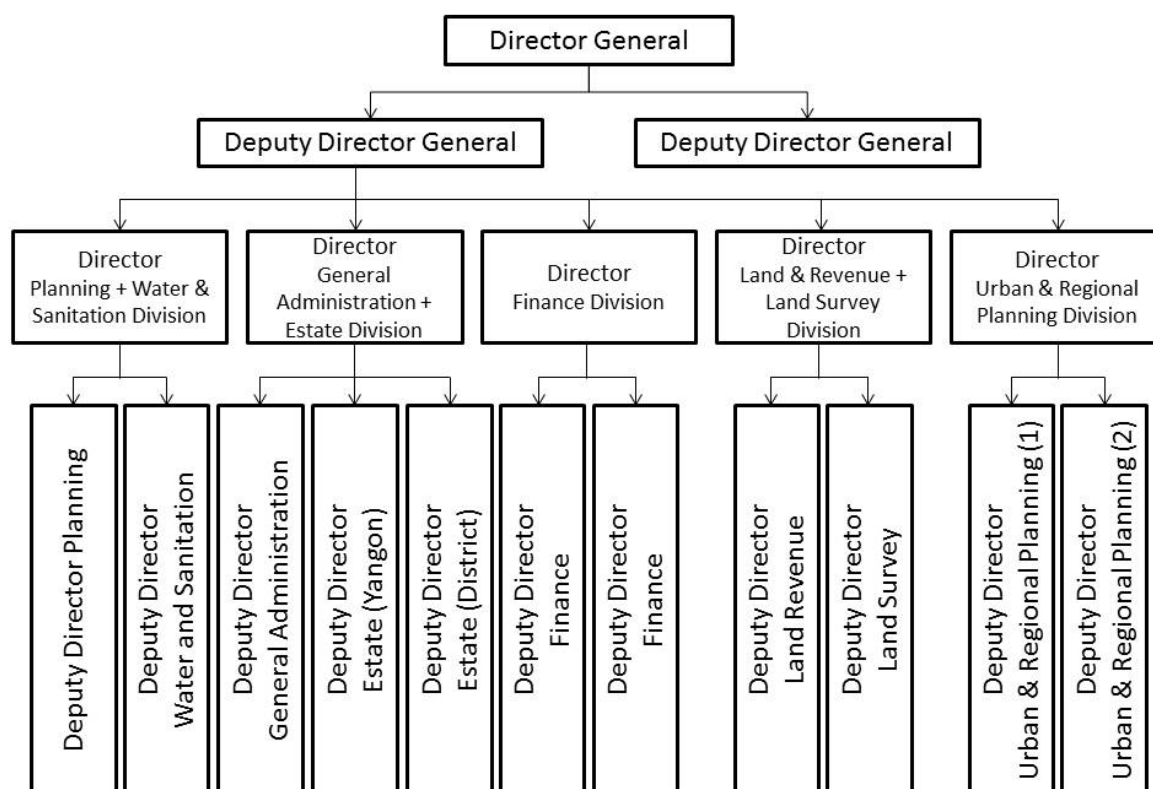 Director General
Deputy Director General
Deputy Director General
Director
Planning + Water &
Sanitation Division
Director
General
Administration +
Estate Division
Director
Finance Division
Director
Land & Revenue +
Land Survey
Division
Director
Urban & Regional
Planning Division
Deputy Director Planning
Deputy Director
Water and Sanitation
Deputy Director
General Administration
Deputy Director
Estate (Yangon)
Deputy Director
Estate (District)
Deputy Director
Finance
Deputy Director
Finance
Deputy Director
Land Revenue
Deputy Director
Land Survey
Deputy Director
Urban & Regional Planning (1)
Deputy Director
Urban & Regional Planning (2)